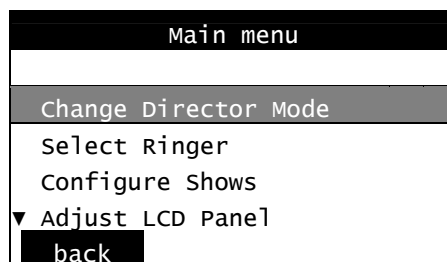 Main menu
Change Director Mode
Select Ringer
Configure Shows
▼ Adjust LCD Panel
back